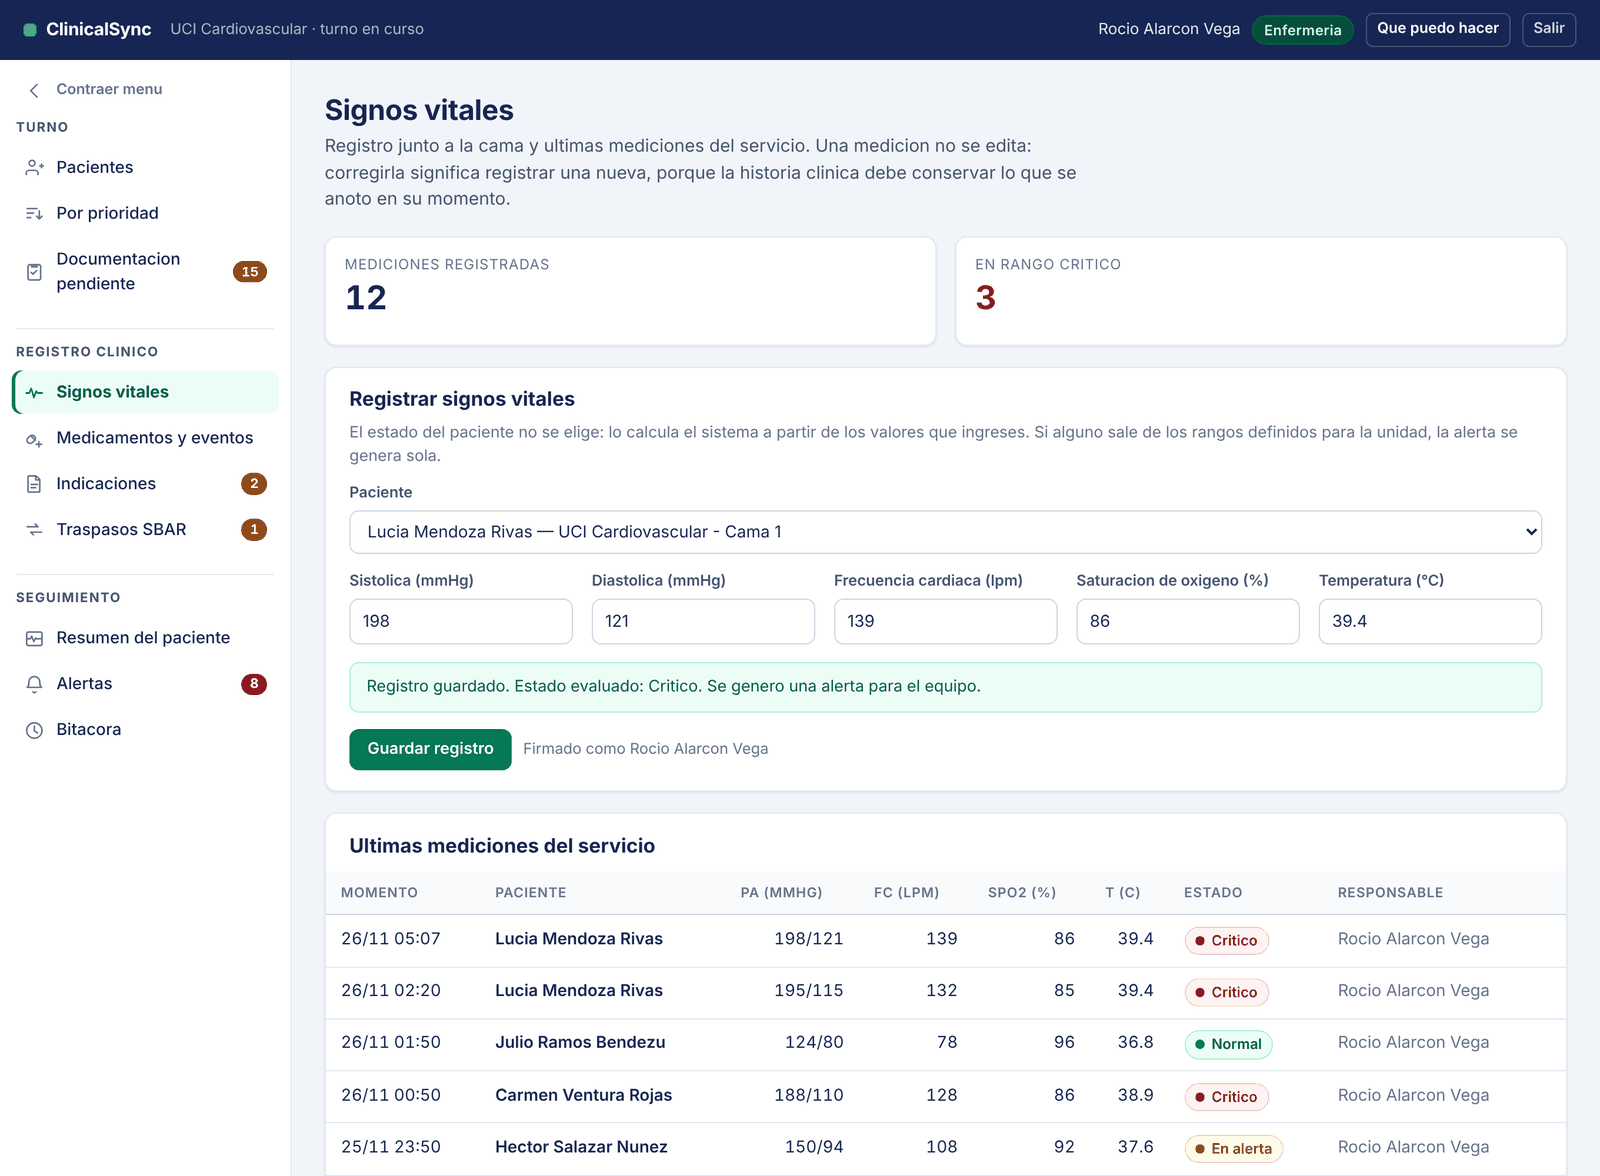 ClinicalSync UCI Cardiovascular · turno en curso Rocio Alarcon Vega Enfermeria Que puedo hacer Salir
Contraer menu
TURNO
Pacientes
Por prioridad
Documentacion
pendiente
15
REGISTRO CLINICO
Signos vitales
Medicamentos y eventos
Indicaciones 2
Traspasos SBAR 1
SEGUIMIENTO
Resumen del paciente
Alertas 8
Bitacora
Signos vitales
Registro junto a la cama y ultimas mediciones del servicio. Una medicion no se edita:
corregirla significa registrar una nueva, porque la historia clinica debe conservar lo que se
anoto en su momento.
MEDICIONES REGISTRADAS
12
EN RANGO CRITICO
3
Registrar signos vitales
El estado del paciente no se elige: lo calcula el sistema a partir de los valores que ingreses. Si alguno sale de los rangos definidos para la unidad, la alerta se
genera sola.
Paciente
Lucia Mendoza Rivas — UCI Cardiovascular - Cama 1
Sistolica (mmHg) Diastolica (mmHg) Frecuencia cardiaca (lpm) Saturacion de oxigeno (%) Temperatura (°C)
198 121 139 86 39.4
Registro guardado. Estado evaluado: Critico. Se genero una alerta para el equipo.
Guardar registro Firmado como Rocio Alarcon Vega
Ultimas mediciones del servicio
MOMENTO PACIENTE PA (MMHG) FC (LPM) SPO2 (%) T (C) ESTADO RESPONSABLE
26/11 05:07 Lucia Mendoza Rivas 198/121 139 86 39.4 Critico Rocio Alarcon Vega
26/11 02:20 Lucia Mendoza Rivas 195/115 132 85 39.4 Critico Rocio Alarcon Vega
26/11 01:50 Julio Ramos Bendezu 124/80 78 96 36.8 Normal Rocio Alarcon Vega
26/11 00:50 Carmen Ventura Rojas 188/110 128 86 38.9 Critico Rocio Alarcon Vega
25/11 23:50 Hector Salazar Nunez 150/94 108 92 37.6 En alerta Rocio Alarcon Vega